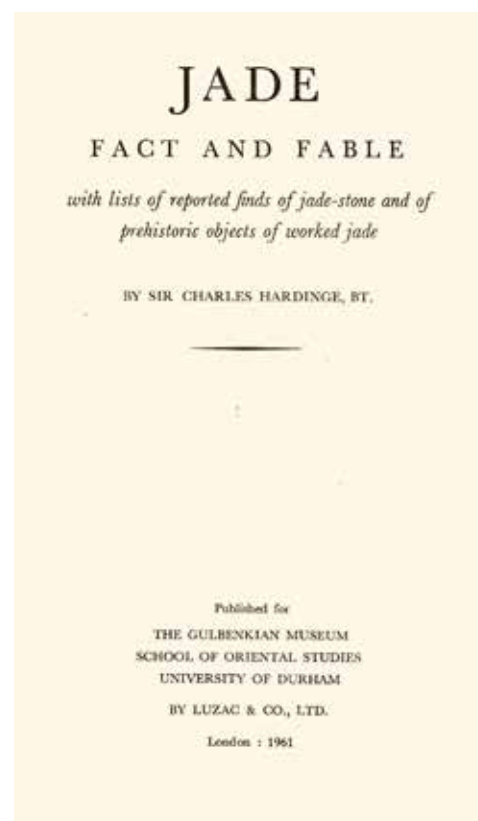 JADE
FACT AND FABLE
with lists of reported finds of jade-stone and of
prehistoric objects of worked jade
BY SIR CHARLES HARDINGE, BT.
Published for
THE GULBENKIAN MUSEUM
SCHOOL OF ORIENTAL STUDIES
UNIVERSITY OF DURHAM
BY LUZAC & CO., LTD.
London : 1961